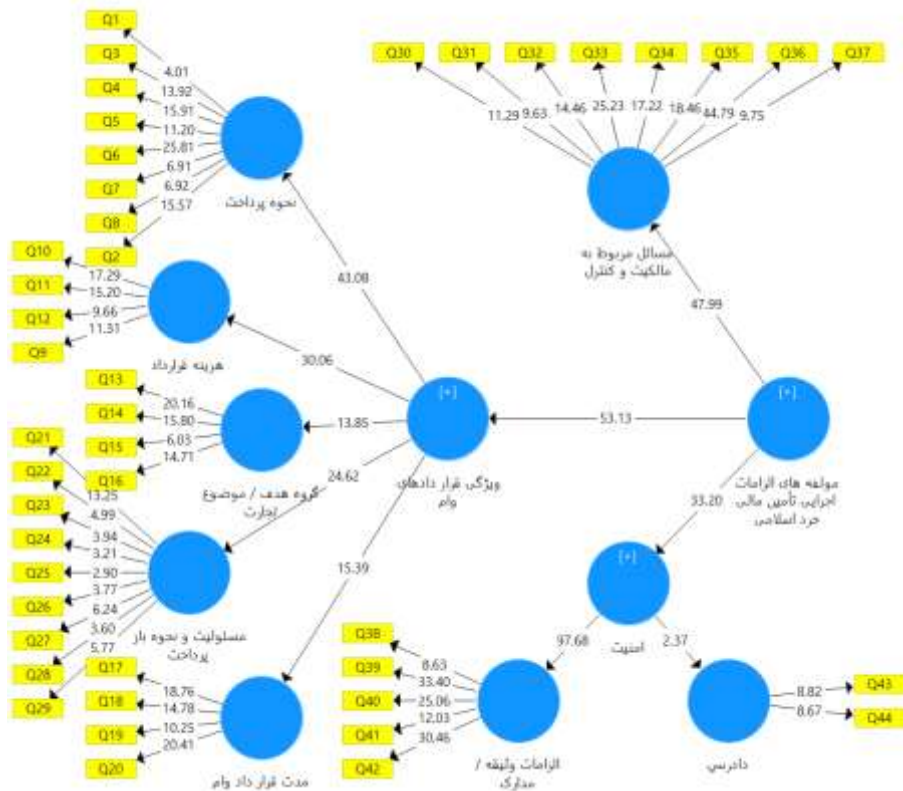 Q1
Q3
Q4
Q5
Q6
Q7
Q8
Q2
4.01
13.92
15.91
11.20
25.81
6.91
6.92
15.57
نحوه پرداخت
Q30
Q31
Q32
Q33
Q34
Q35
Q36
Q37
11.29
9.63
14.46
25.23
17.22
18.46
44.79
9.75
مسائل مربوط به
مالکیت و کنترل
Q10
Q11
Q12
Q9
17.29
15.20
9.66
11.31
هزینه قرارداد
43.08
47.99
30.06
Q13
Q14
Q15
Q16
20.16
15.80
6.03
14.71
گروه هدف / موضوع
تجارت
13.85
[+]
53.13
[+]
24.62
ویژگی قرار دادهای
وام
مولفه های الزامات
اجرایی تأمین مالی
خرد اسلامی
33.20
15.39
Q21
Q22
Q23
Q24
Q25
Q26
Q27
Q28
Q29
13.25
4.99
3.94
3.21
2.90
3.77
6.24
3.60
5.77
مسئولیت و نحوه باز
پرداخت
[+]
امنیت
97.68
2.37
Q17
Q18
Q19
Q20
18.76
14.78
10.25
20.41
مدت قرار داد وام
Q38
Q39
Q40
Q41
Q42
8.63
33.40
25.06
12.03
30.46
الزامات وثیقه /
مدارک
Q43
Q44
8.82
8.67
دادرسی